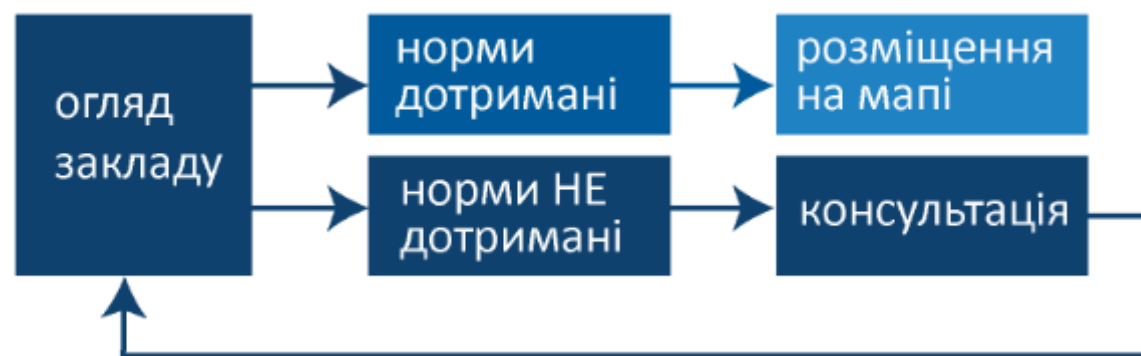 огляд
закладу
норми
дотримані
розміщення
на мапі
норми НЕ
дотримані
консультація